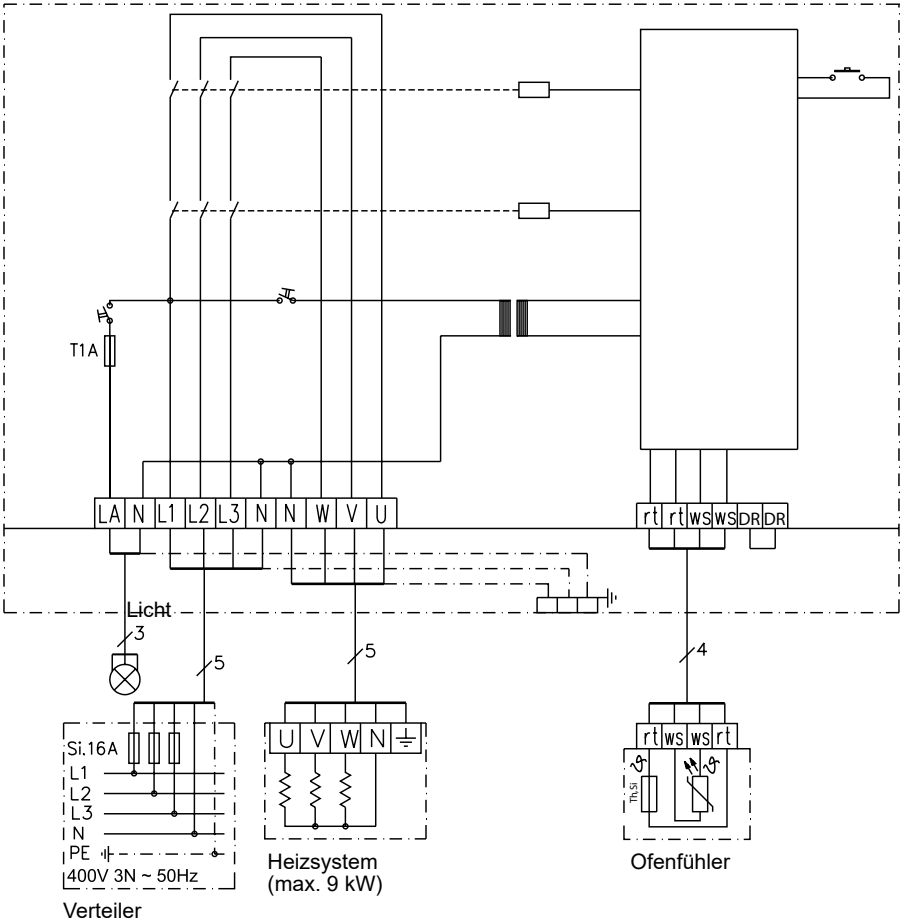 T1A
LA N L1 L2 L3 N N W V U
rt rt ws ws DR DR
Licht
3
5
5
4
Si.16A
L1
L2
L3
N
PE
400V 3N ~ 50Hz
Verteiler
U V W N
Heizsystem
(max. 9 kW)
rt ws ws rt
ϑ ϑ
Th.Si
Ofenfühler